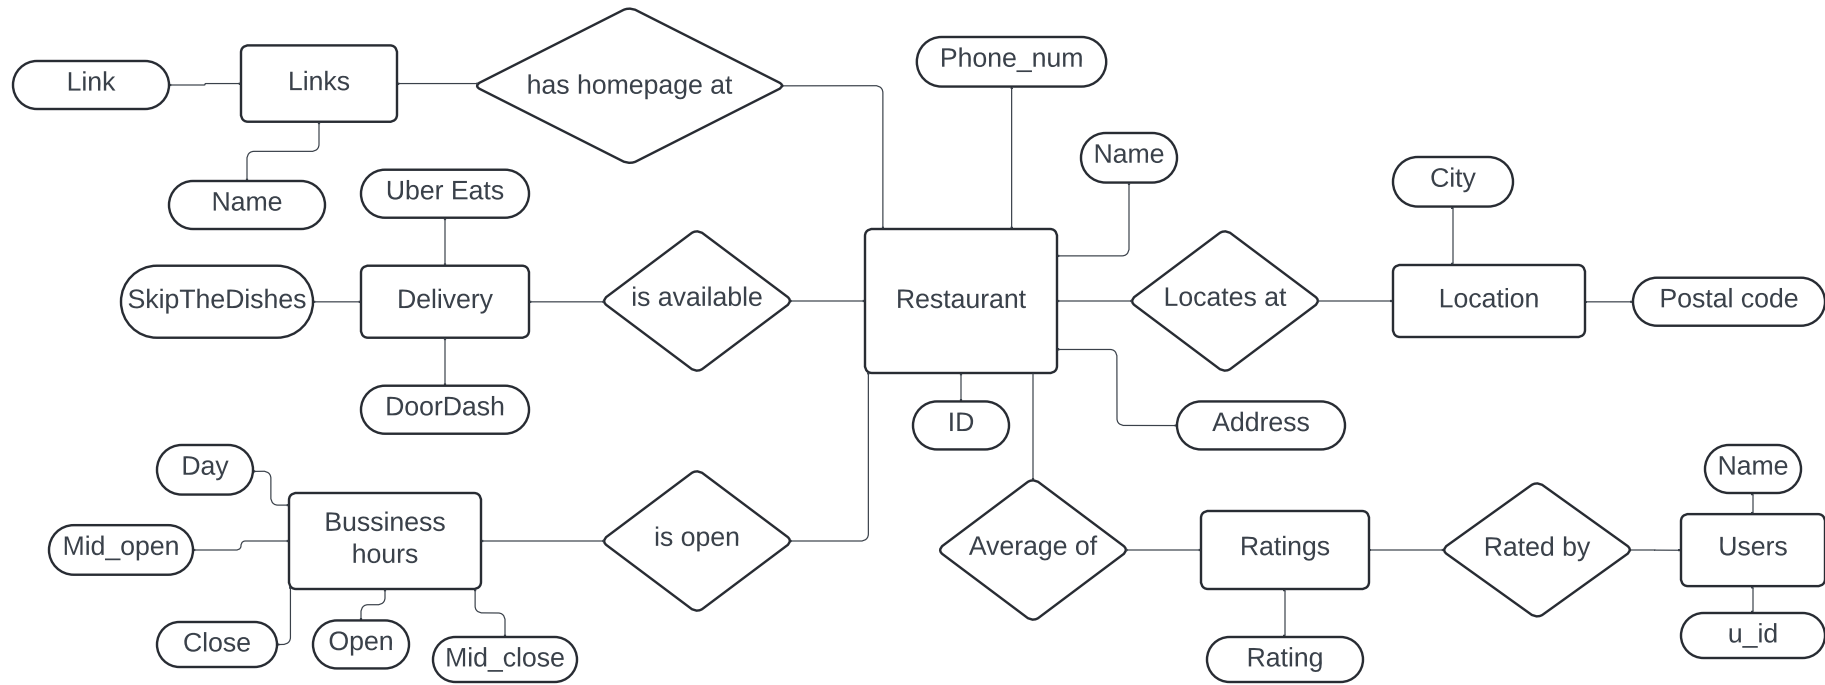 Phone_num
Link
Links
has homepage at
Name
City
Uber Eats
Name
SkipTheDishes
Delivery
is available
Restaurant
Locates at
Location
Postal code
DoorDash
ID
Address
Day
Name
Bussiness
hours
Mid_open
is open
Average of
Ratings
Rated by
Users
Close
Open
Mid_close
Rating
u_id